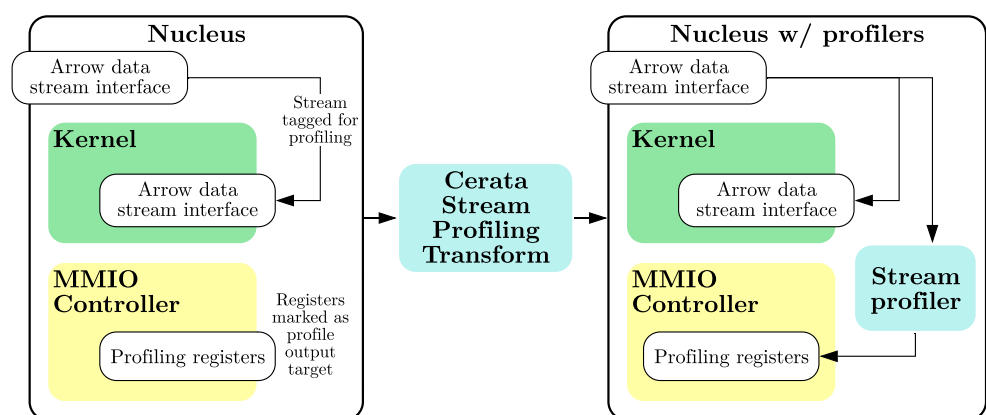 Nucleus
Arrow data
stream interface
Stream
tagged for
profiling
Kernel
Arrow data
stream interface
MMIO
Controller
Registers
marked as
profile
output
target
Profiling registers
Cerata
Stream
Profiling
Transform
Nucleus w/ profilers
Arrow data
stream interface
Kernel
Arrow data
stream interface
MMIO
Controller
Stream
profiler
Profiling registers